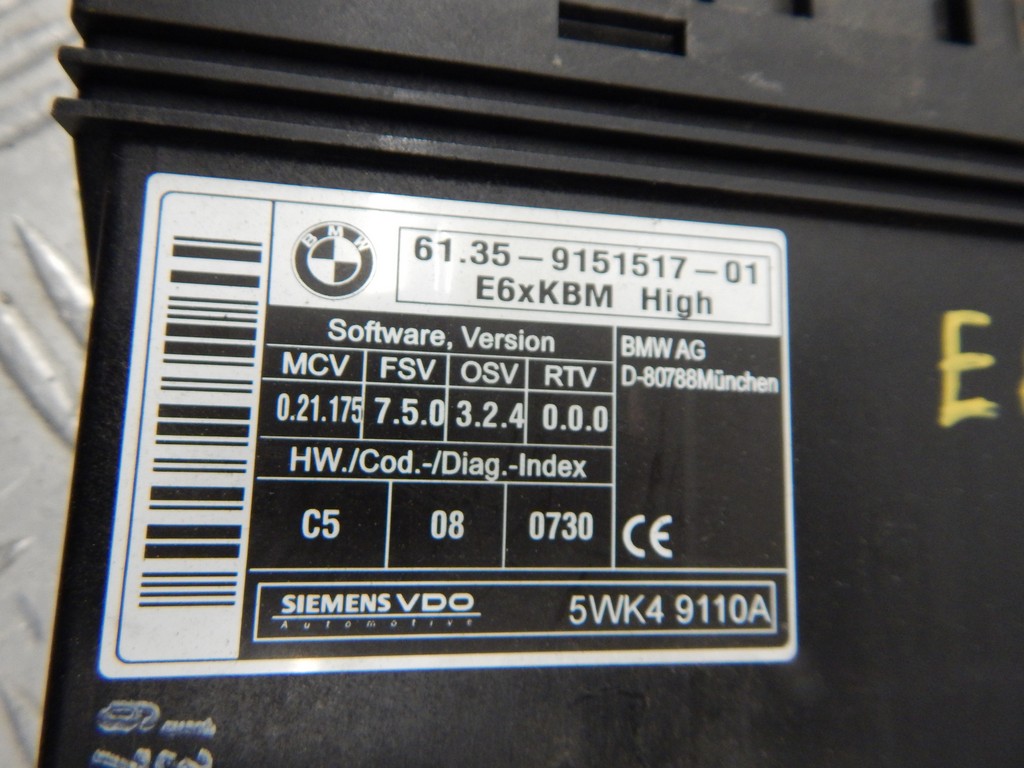 BMW
61.35-9151517-01
E6xKBM High
Software, Version
MCV FSV OSV RTV
0.21.175 7.5.0 3.2.4 0.0.0
HW./Cod.-/Diag.-Index
C5 08 0730
BMW AG
D-80788München
CE
SIEMENS VDO
Automotive
5WK4 9110A
E